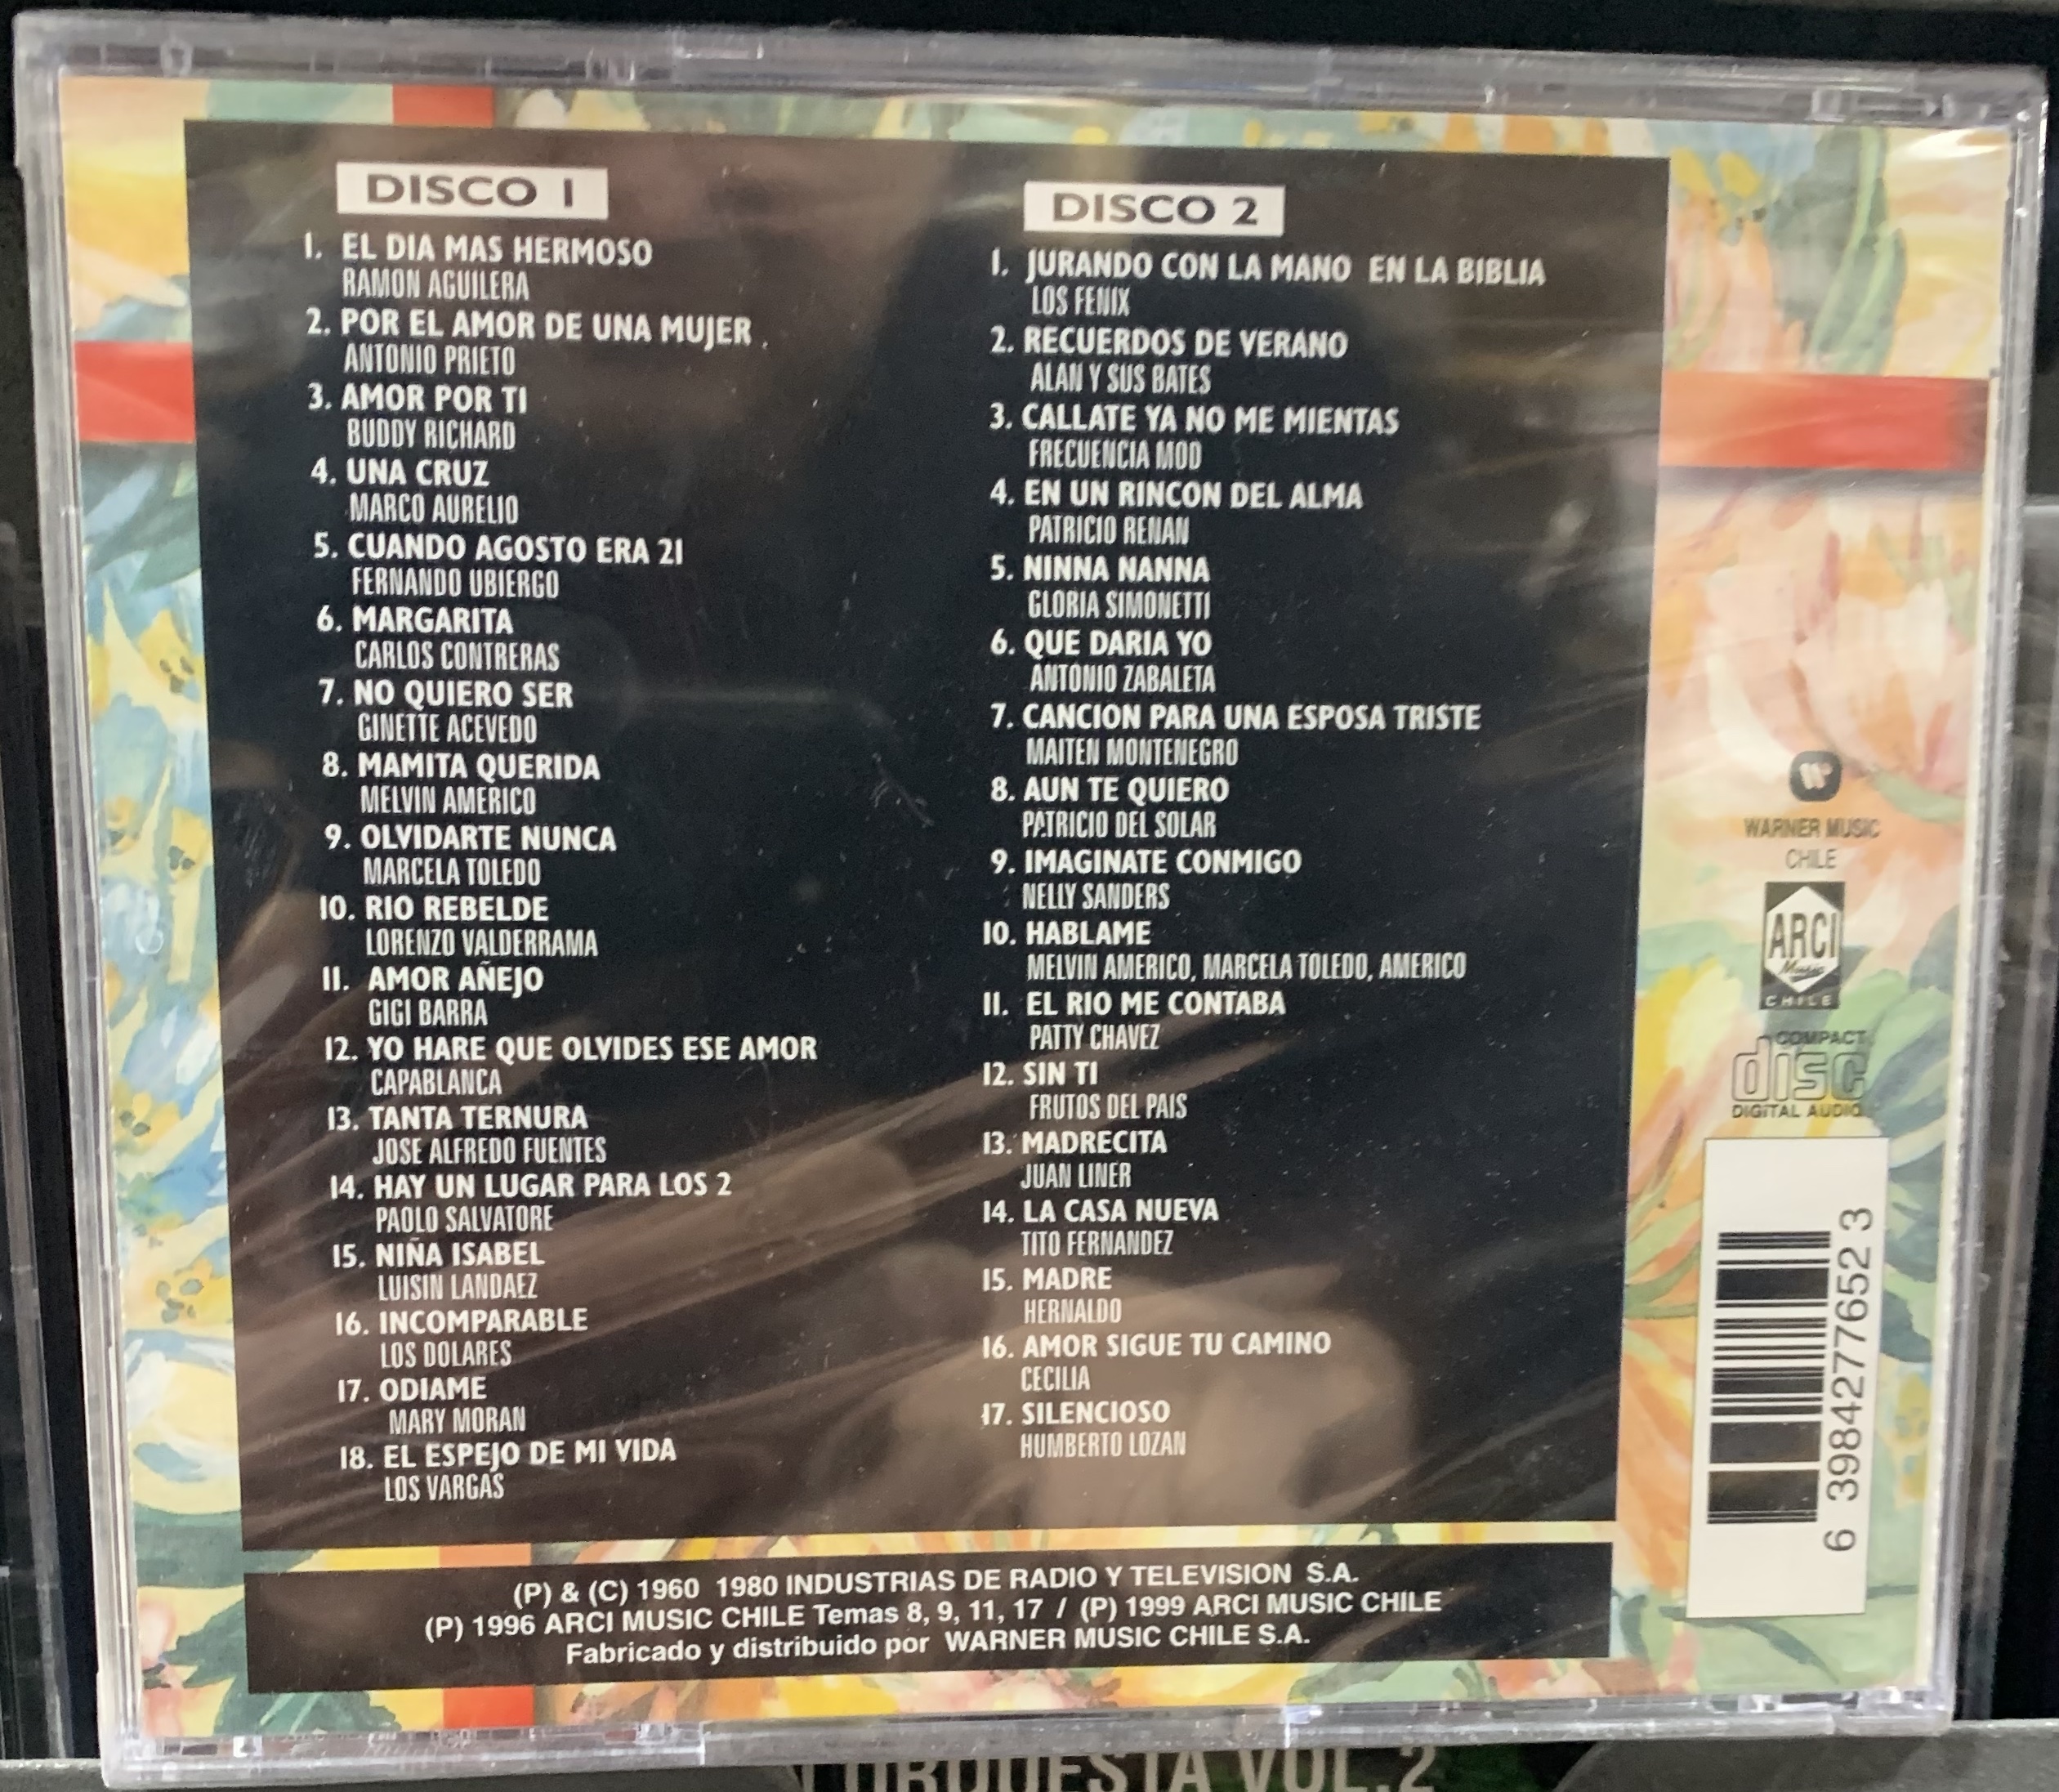 DISCO 1
1. EL DIA MAS HERMOSO
RAMON AGUILERA
2. POR EL AMOR DE UNA MUJER
ANTONIO PRIETO
3. AMOR POR TI
BUDDY RICHARD
4. UNA CRUZ
MARCO AURELIO
5. CUANDO AGOSTO ERA 21
FERNANDO UBIERGO
6. MARGARITA
CARLOS CONTRERAS
7. NO QUIERO SER
GINETTE ACEVEDO
8. MAMITA QUERIDA
MELVIN AMERICO
9. OLVIDARTE NUNCA
MARCELA TOLEDO
10. RIO REBELDE
LORENZO VALDERRAMA
11. AMOR AÑEJO
GIGI BARRA
12. YO HARE QUE OLVIDES ESE AMOR
CAPABLANCA
13. TANTA TERNURA
JOSE ALFREDO FUENTES
14. HAY UN LUGAR PARA LOS 2
PAOLO SALVATORE
15. NIÑA ISABEL
LUISIN LANDAEZ
16. INCOMPARABLE
LOS DOLARES
17. ODIAME
MARY MORAN
18. EL ESPEJO DE MI VIDA
LOS VARGAS
DISCO 2
1. JURANDO CON LA MANO EN LA BIBLIA
LOS FENIX
2. RECUERDOS DE VERANO
ALAN Y SUS BATES
3. CALLATE YA NO ME MIENTAS
FRECUENCIA MOD
4. EN UN RINCON DEL ALMA
PATRICIO RENAN
5. NINNA NANNA
GLORIA SIMONETTI
6. QUE DARIA YO
ANTONIO ZABALETA
7. CANCION PARA UNA ESPOSA TRISTE
MAITEN MONTENEGRO
8. AUN TE QUIERO
PATRICIO DEL SOLAR
9. IMAGINATE CONMIGO
NELLY SANDERS
10. HABLAME
MELVIN AMERICO, MARCELA TOLEDO, AMERICO
11. EL RIO ME CONTABA
PATTY CHAVEZ
12. SIN TI
FRUTOS DEL PAIS
13. MADRECITA
JUAN LINER
14. LA CASA NUEVA
TITO FERNANDEZ
15. MADRE
HERNALDO
16. AMOR SIGUE TU CAMINO
CECILIA
17. SILENCIOSO
HUMBERTO LOZAN
WARNER MUSIC
CHILE
ARCI
Music
CHILE
COMPACT
disc
DIGITAL AUDIO
6 39842 77652 3
(P) & (C) 1960 1980 INDUSTRIAS DE RADIO Y TELEVISION S.A.
(P) 1996 ARCI MUSIC CHILE Temas 8, 9, 11, 17 / (P) 1999 ARCI MUSIC CHILE
Fabricado y distribuido por WARNER MUSIC CHILE S.A.
ORQUESTA VOL.2